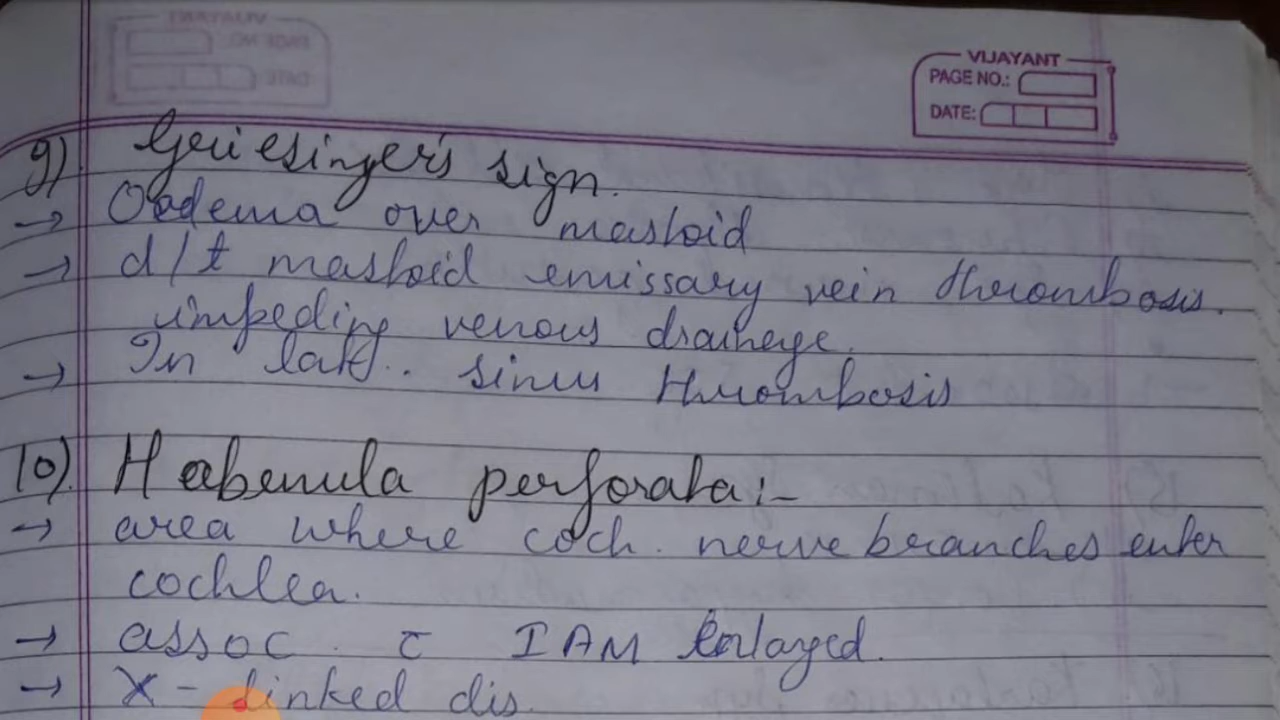 VIJAYANT
PAGE NO.:
DATE:
9) Griesinger's sign.
→ Oedema over mastoid
→ d/t mastoid emissary vein thrombosis.
impeding venous drainage.
→ In lat. sinus thrombosis
10) Habenula perforata:-
→ area where coch. nerve branches enter
cochlea.
→ assoc. c̄ IAM Enlaged.
→ X-linked dis.